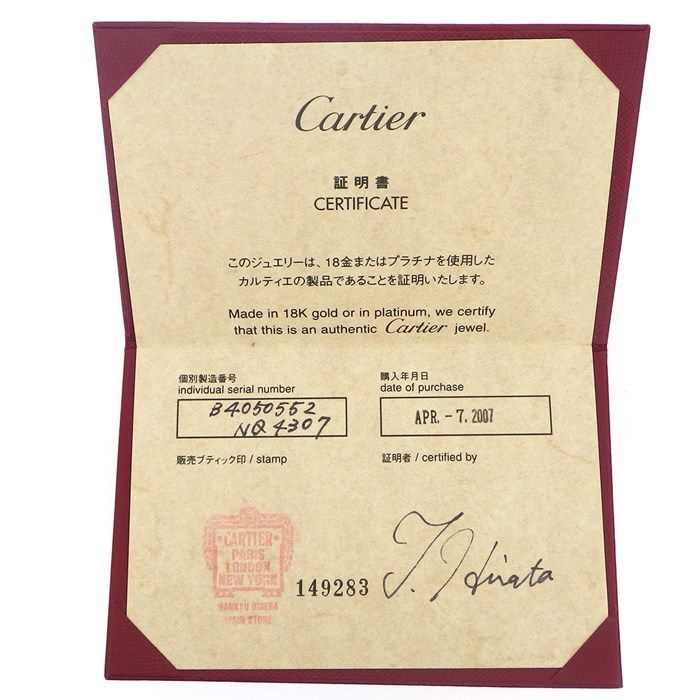 Cartier
証明書
CERTIFICATE
このジュエリーは、18金またはプラチナを使用した
カルティエの製品であることを証明いたします。
Made in 18K gold or in platinum, we certify
that this is an authentic Cartier jewel.
個別製造番号
individual serial number
B4050552
NQ4307
購入年月日
date of purchase
APR. -7. 2007
販売ブティック印 / stamp
証明者 / certified by
CARTIER
PARIS
LONDON
NEW YORK
HANKYU UMEDA
MAIN STORE
149283
J. Hirata